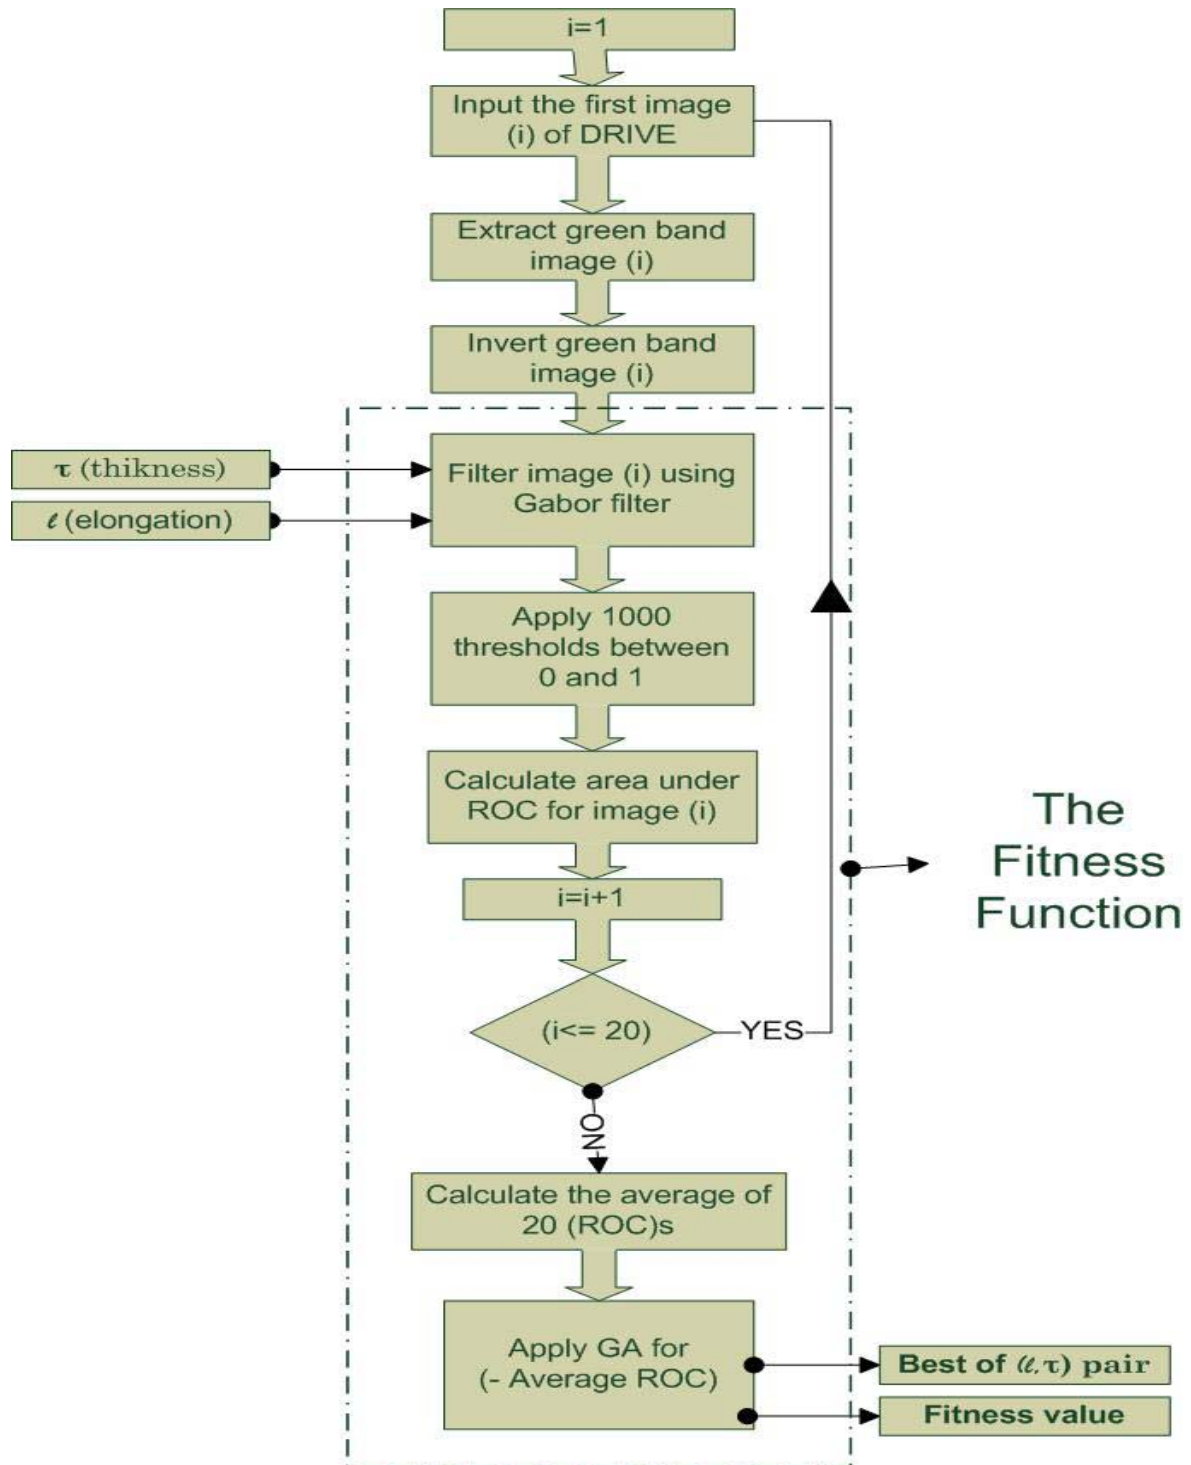 i=1
Input the first image
(i) of DRIVE
Extract green band
image (i)
Invert green band
image (i)
τ (thikness)
ℓ (elongation)
Filter image (i) using
Gabor filter
Apply 1000
thresholds between
0 and 1
Calculate area under
ROC for image (i)
The
Fitness
Function
i=i+1
(i<= 20)
YES
NO
Calculate the average of
20 (ROC)s
Apply GA for
(- Average ROC)
Best of (ℓ,τ) pair
Fitness value